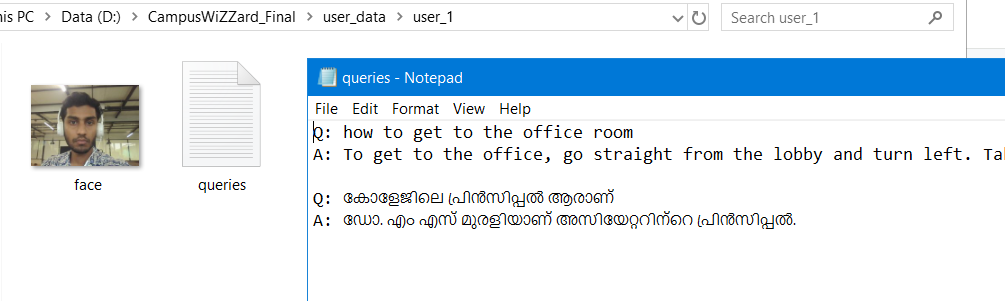 his PC > Data (D:) > CampusWiZZard_Final > user_data > user_1
Search user_1
face
queries
queries - Notepad
File Edit Format View Help
Q: how to get to the office room
A: To get to the office, go straight from the lobby and turn left. Tal
Q: കോളേജിലെ പ്രിൻസിപ്പൽ ആരാണ്
A: ഡോ. എം എസ് മുരളിയാണ് അസിയേറ്ററിന്റെ പ്രിൻസിപ്പൽ.